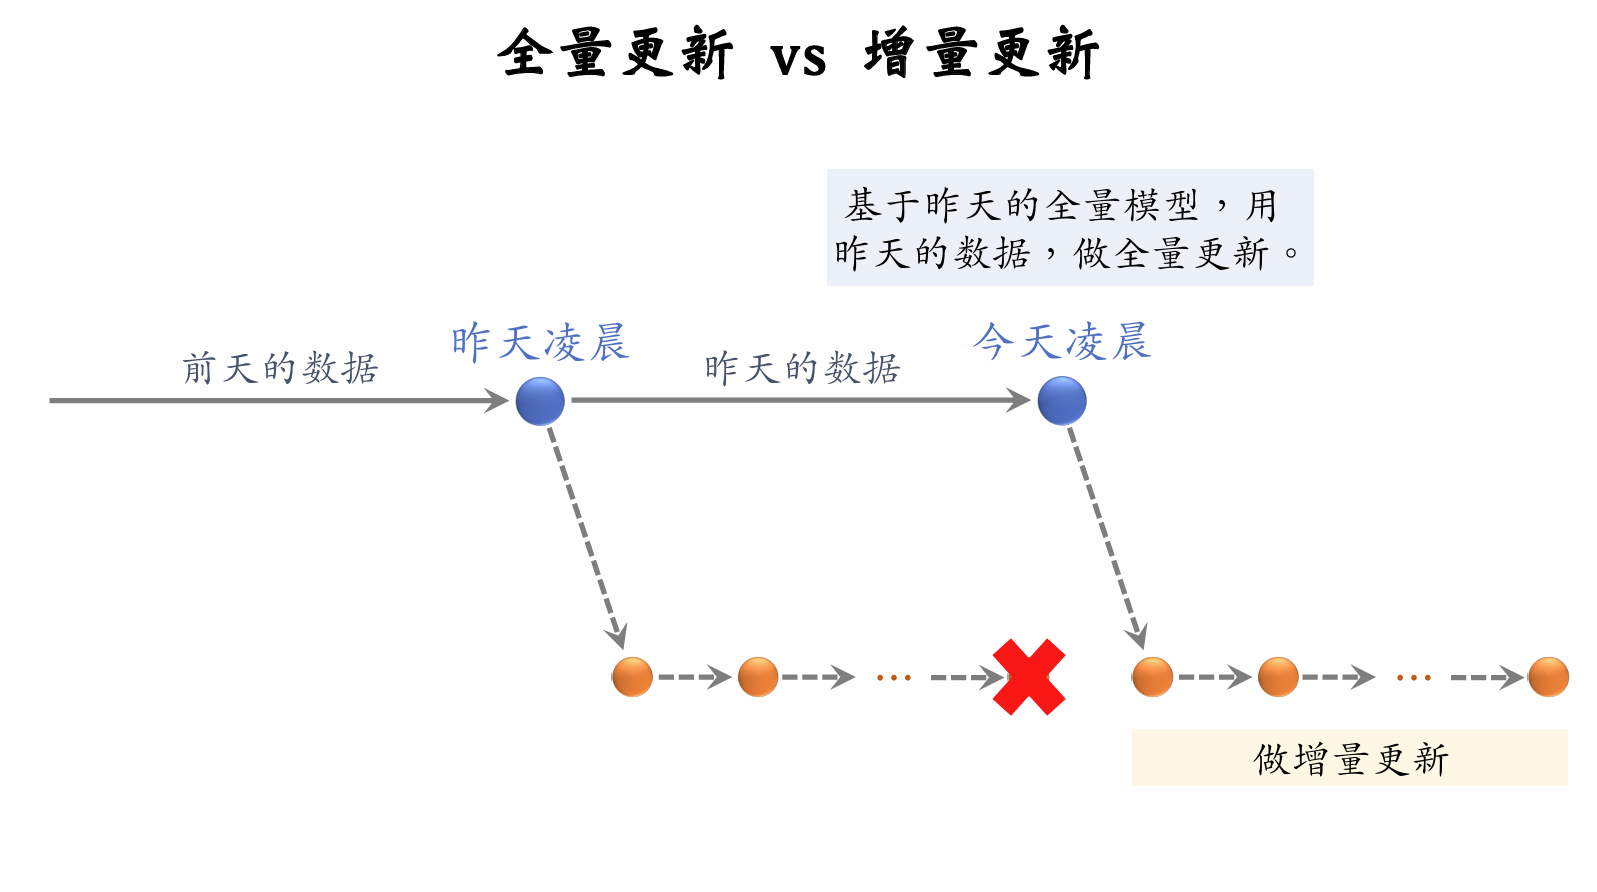 全量更新 vs 增量更新
基于昨天的全量模型，用
昨天的数据，做全量更新。
昨天凌晨
今天凌晨
前天的数据
昨天的数据
...
...
做增量更新